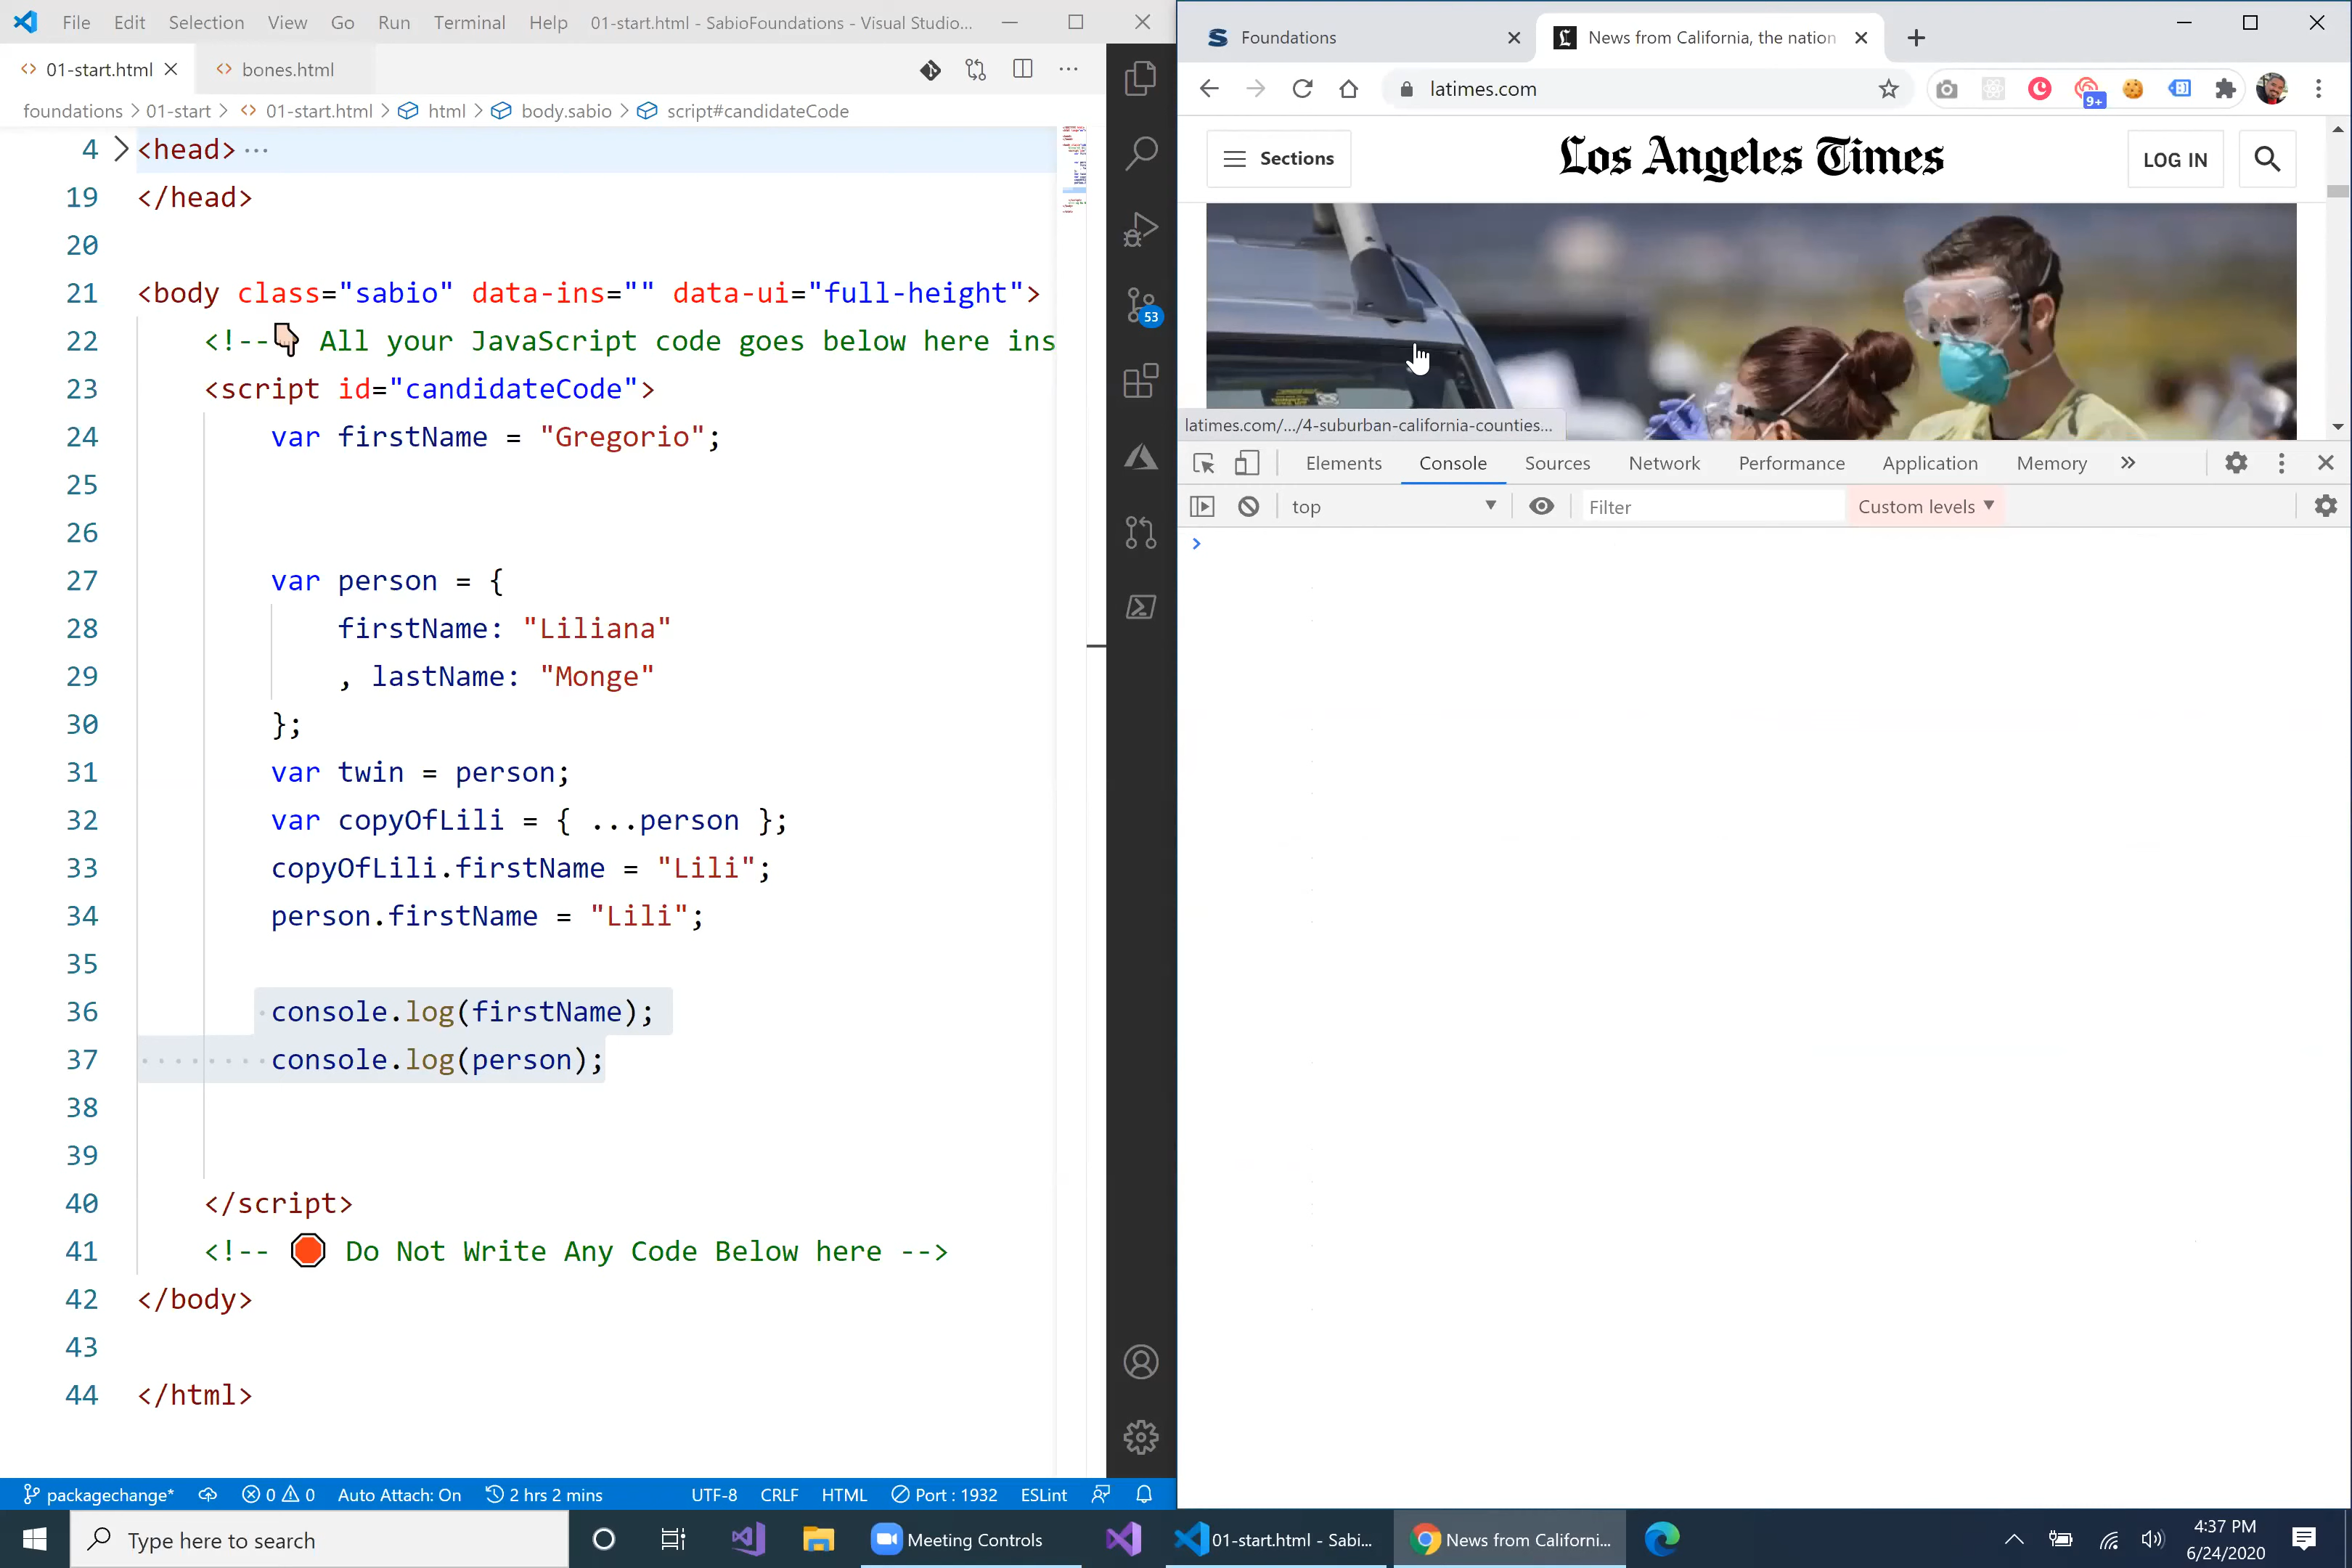 File Edit Selection View Go Run Terminal Help 01-start.html - SabioFoundations - Visual Studio...
01-start.html
bones.html
foundations > 01-start > 01-start.html > html > body.sabio > script#candidateCode
4 <head> ...
19 </head>
20
21 <body class="sabio" data-ins="" data-ui="full-height">
22 <!--👇 All your JavaScript code goes below here ins
23 <script id="candidateCode">
24 var firstName = "Gregorio";
25
26
27 var person = {
28 firstName: "Liliana"
29 , lastName: "Monge"
30 };
31 var twin = person;
32 var copyOfLili = { ...person };
33 copyOfLili.firstName = "Lili";
34 person.firstName = "Lili";
35
36 console.log(firstName);
37 console.log(person);
38
39
40 </script>
41 <!-- 🛑 Do Not Write Any Code Below here -->
42 </body>
43
44 </html>
53
packagechange* 0 0 Auto Attach: On 2 hrs 2 mins UTF-8 CRLF HTML Port : 1932 ESLint
Foundations
News from California, the nation
latimes.com
9+
Sections
Los Angeles Times
LOG IN
latimes.com/.../4-suburban-california-counties...
Elements Console Sources Network Performance Application Memory
top Filter Custom levels
Type here to search
Meeting Controls
01-start.html - Sabi...
News from Californi...
4:37 PM
6/24/2020